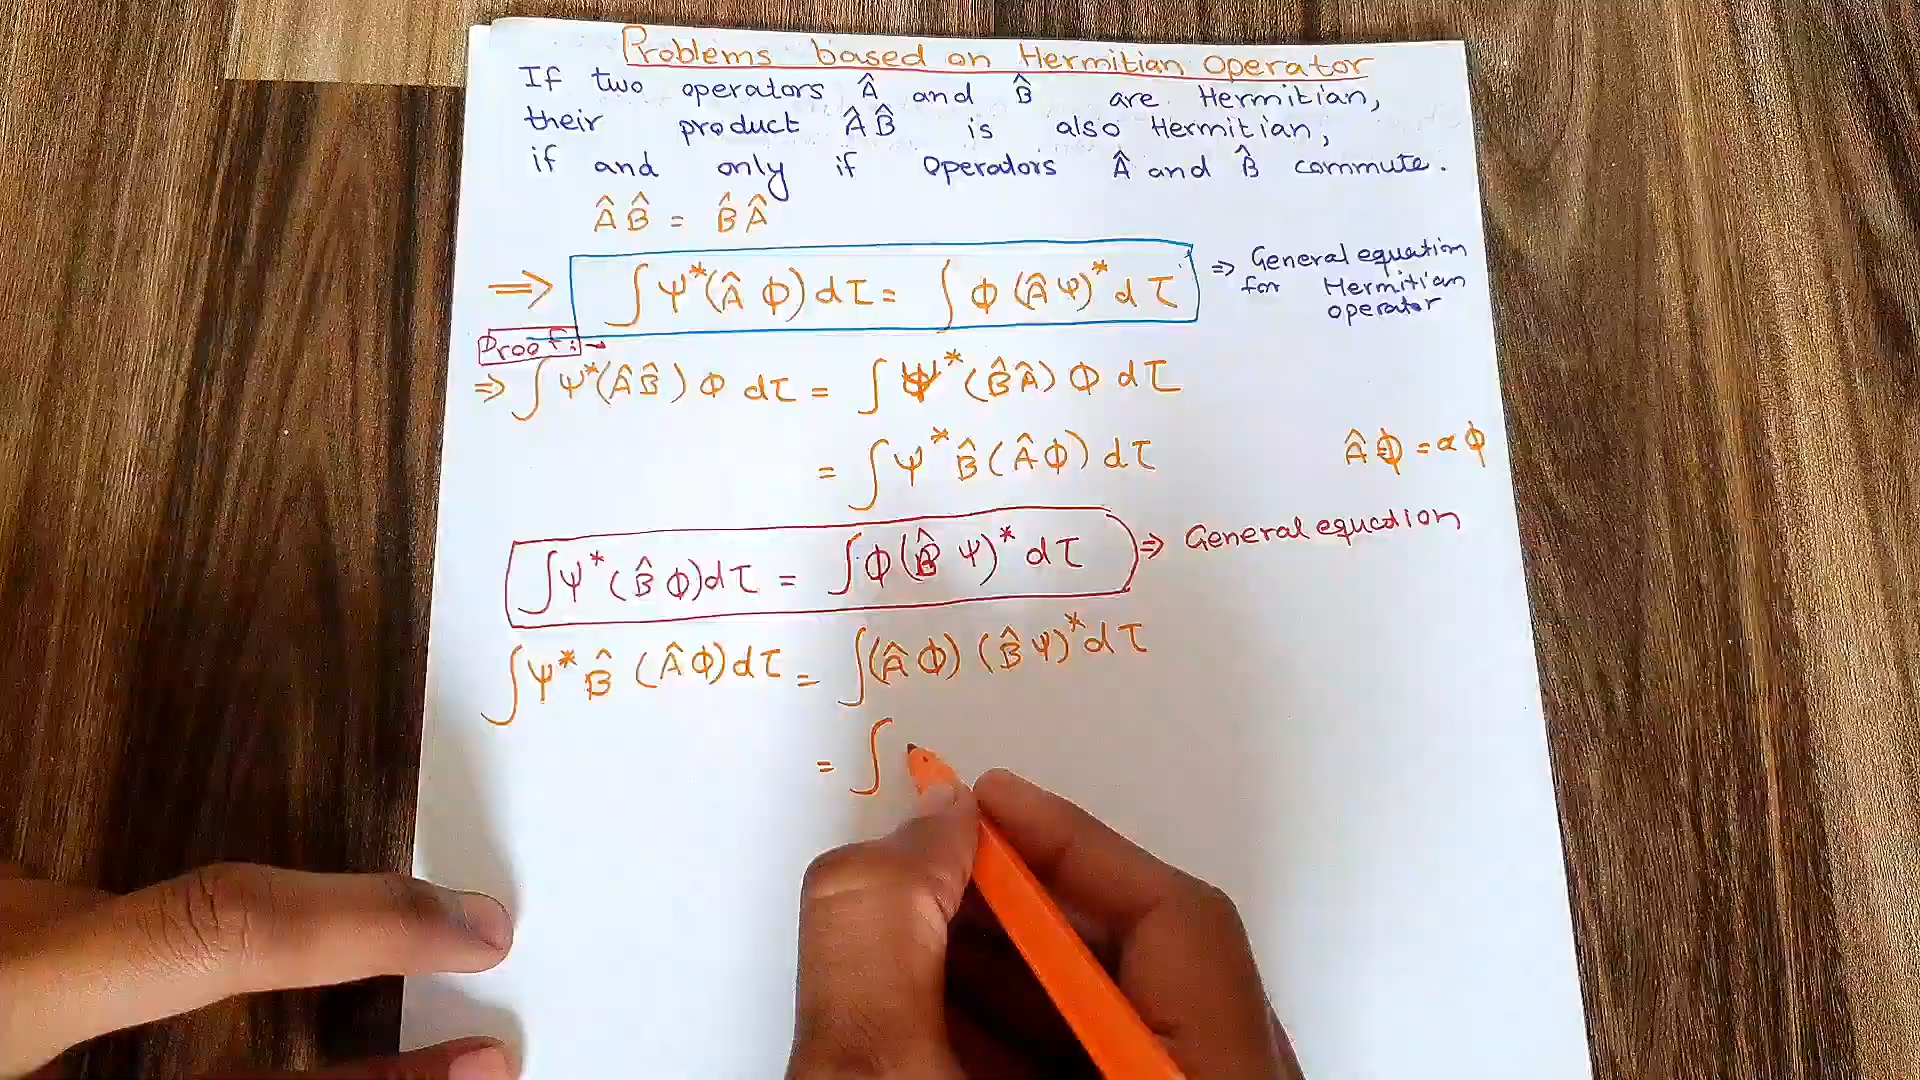 Problems based on Hermitian Operator
If two operators Â and B̂ are Hermitian,
their product ÂB̂ is also Hermitian,
if and only if Operators Â and B̂ commute.
ÂB̂ = B̂Â
⇒ ∫ψ*(Â ϕ)dτ = ∫ϕ(Âψ)*dτ ⇒ General equation
for Hermitian
operator
Proof:→
⇒ ∫ψ*(ÂB̂)ϕ dτ = ∫ψ*(B̂Â)ϕ dτ
= ∫ψ* B̂(Âϕ)dτ
Âϕ = αϕ
∫ψ*(B̂ϕ)dτ = ∫ϕ(B̂ψ)*dτ ⇒ General equation
∫ψ* B̂ (Âϕ)dτ = ∫(Âϕ)(B̂ψ)*dτ
= ∫